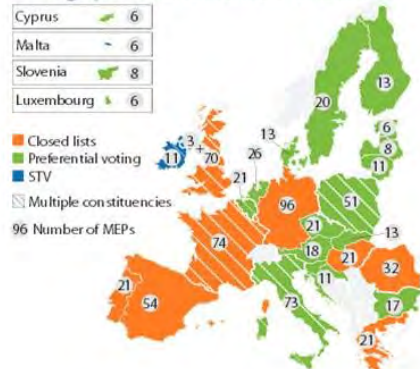 Cyprus 6
Malta 6
Slovenia 8
Luxembourg 6
Closed lists
Preferential voting
STV
Multiple constituencies
96 Number of MEPs
20
13
6
8
11
13
3 + 70
11
26
21
96
51
21
13
74
18
21
32
11
73
17
21
54
21